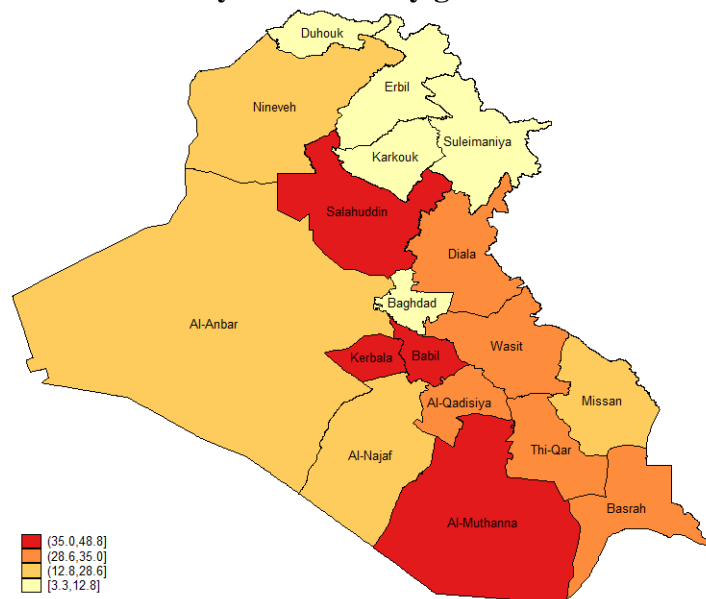 Duhouk
Erbil
Nineveh
Suleimaniya
Karkouk
Salahuddin
Diala
Baghdad
Al-Anbar
Wasit
Kerbala
Babil
Missan
Al-Qadisiya
Thi-Qar
Al-Najaf
Basrah
Al-Muthanna
(35.0,48.8]
(28.6,35.0]
(12.8,28.6]
[3.3,12.8]